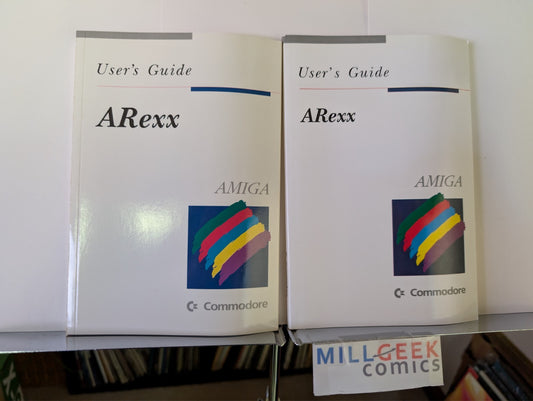 User's Guide
ARexx
AMIGA
Commodore
User's Guide
ARexx
AMIGA
Commodore
MILLGEEK
COMICS